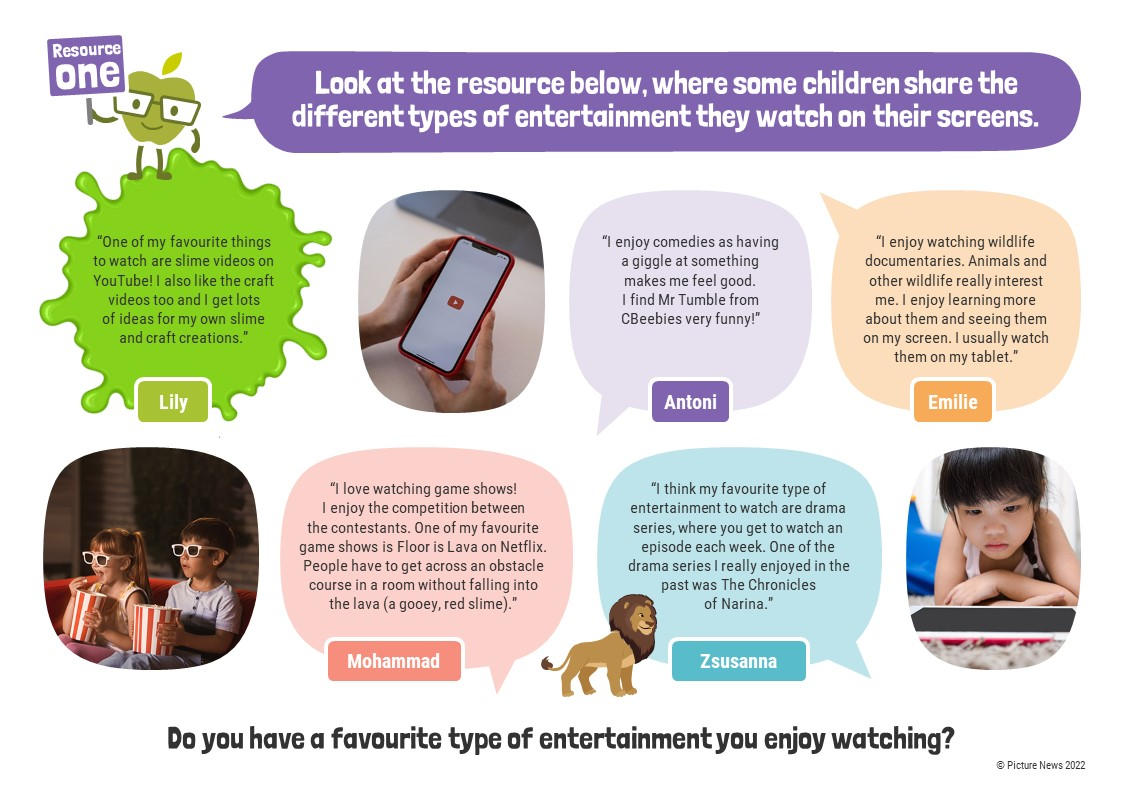 Resource
one
Look at the resource below, where some children share the
different types of entertainment they watch on their screens.
“One of my favourite things
to watch are slime videos on
YouTube! I also like the craft
videos too and I get lots
of ideas for my own slime
and craft creations.”
Lily
“I enjoy comedies as having
a giggle at something
makes me feel good.
I find Mr Tumble from
CBeebies very funny!”
Antoni
“I enjoy watching wildlife
documentaries. Animals and
other wildlife really interest
me. I enjoy learning more
about them and seeing them
on my screen. I usually watch
them on my tablet.”
Emilie
“I love watching game shows!
I enjoy the competition between
the contestants. One of my favourite
game shows is Floor is Lava on Netflix.
People have to get across an obstacle
course in a room without falling into
the lava (a gooey, red slime).”
Mohammad
“I think my favourite type of
entertainment to watch are drama
series, where you get to watch an
episode each week. One of the
drama series I really enjoyed in the
past was The Chronicles
of Narina.”
Zsusanna
Do you have a favourite type of entertainment you enjoy watching?
© Picture News 2022